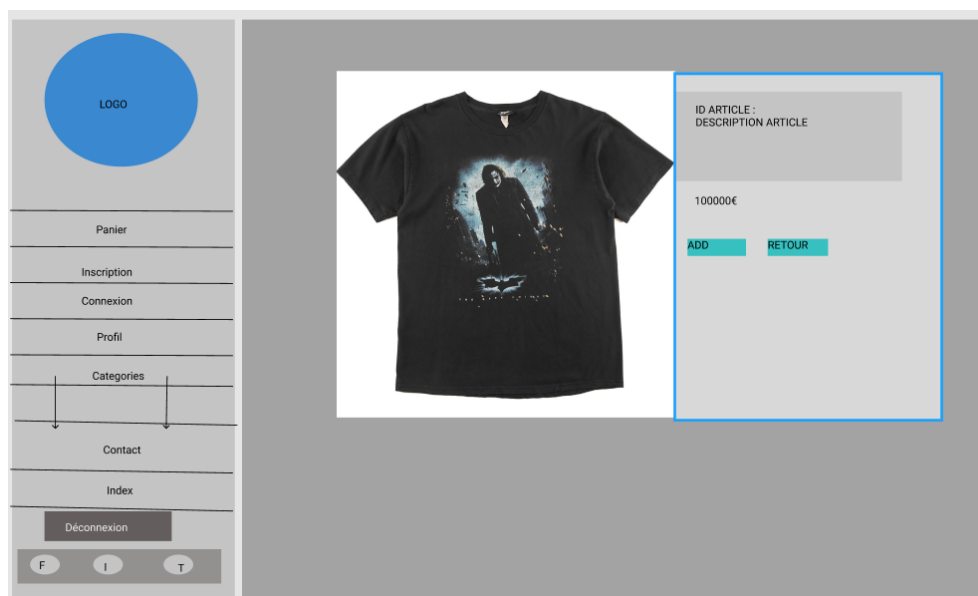 LOGO
Panier
Inscription
Connexion
Profil
Categories
Contact
Index
Déconnexion
F
I
T
ID ARTICLE :
DESCRIPTION ARTICLE
100000€
ADD
RETOUR